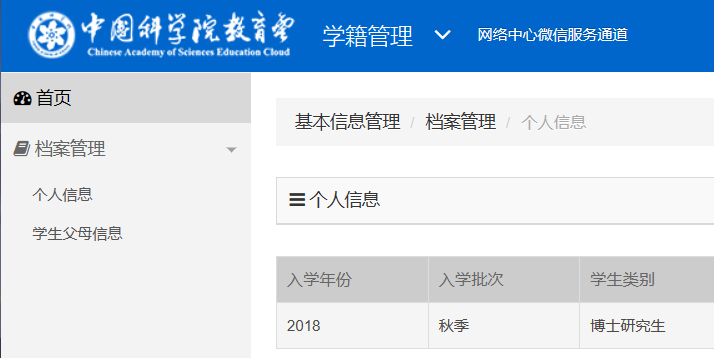 中国科学院教育云
Chinese Academy of Sciences Education Cloud
学籍管理
网络中心微信服务通道
首页
档案管理
个人信息
学生父母信息
基本信息管理 / 档案管理 / 个人信息
个人信息
入学年份 入学批次 学生类别
2018 秋季 博士研究生